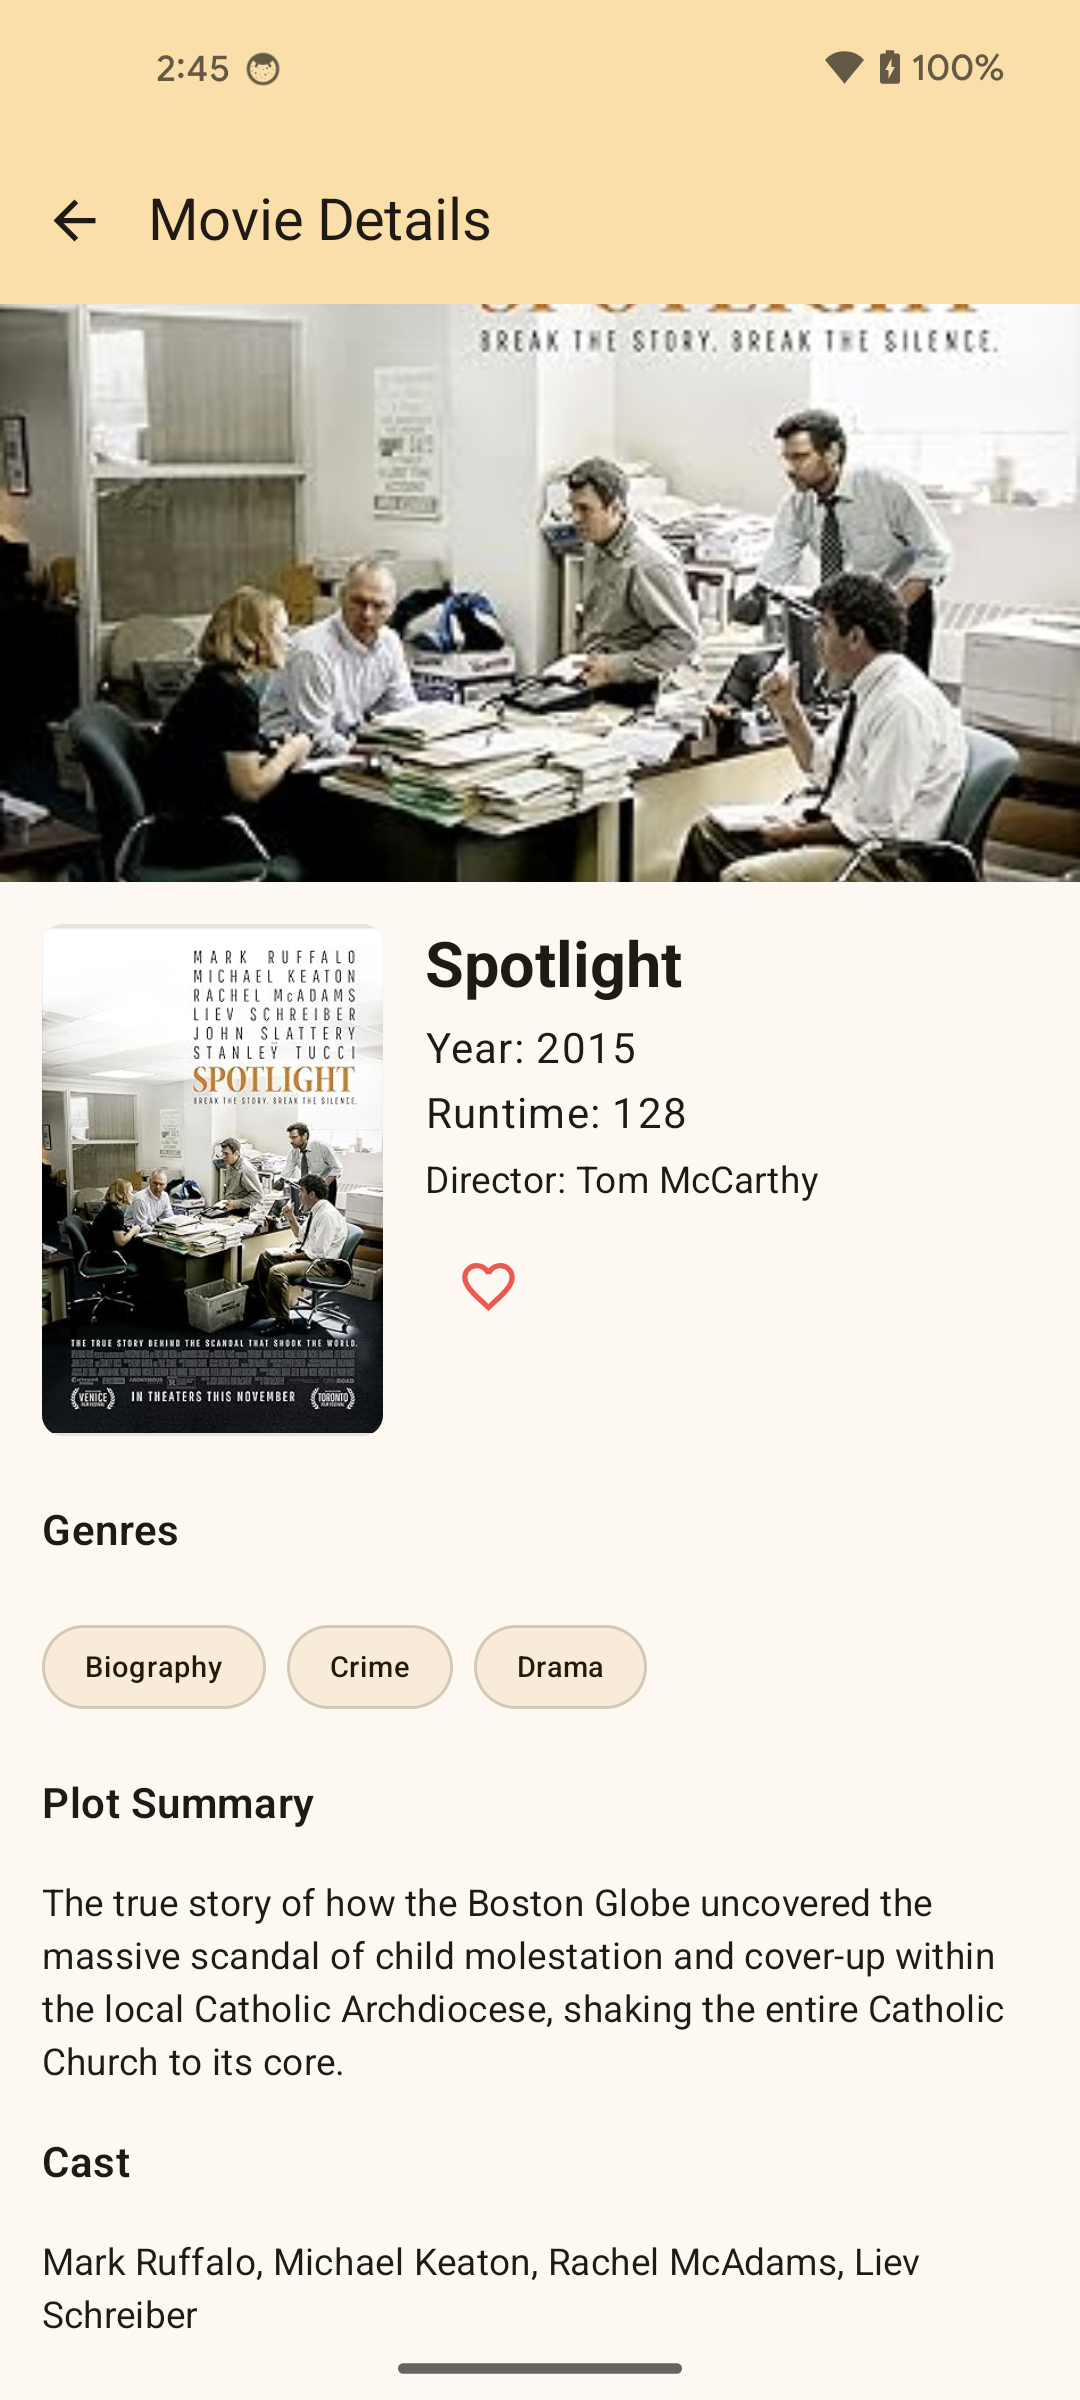 2:45
100%
Movie Details
BREAK THE STORY. BREAK THE SILENCE.
MARK RUFFALO
MICHAEL KEATON
RACHEL McADAMS
LIEV SCHREIBER
JOHN SLATTERY
STANLEY TUCCI
SPOTLIGHT
BREAK THE STORY. BREAK THE SILENCE.
THE TRUE STORY BEHIND THE SCANDAL THAT SHOOK THE WORLD.
VENICE
IN THEATERS THIS NOVEMBER
TORONTO
Spotlight
Year: 2015
Runtime: 128
Director: Tom McCarthy
Genres
Biography
Crime
Drama
Plot Summary
The true story of how the Boston Globe uncovered the
massive scandal of child molestation and cover-up within
the local Catholic Archdiocese, shaking the entire Catholic
Church to its core.
Cast
Mark Ruffalo, Michael Keaton, Rachel McAdams, Liev
Schreiber